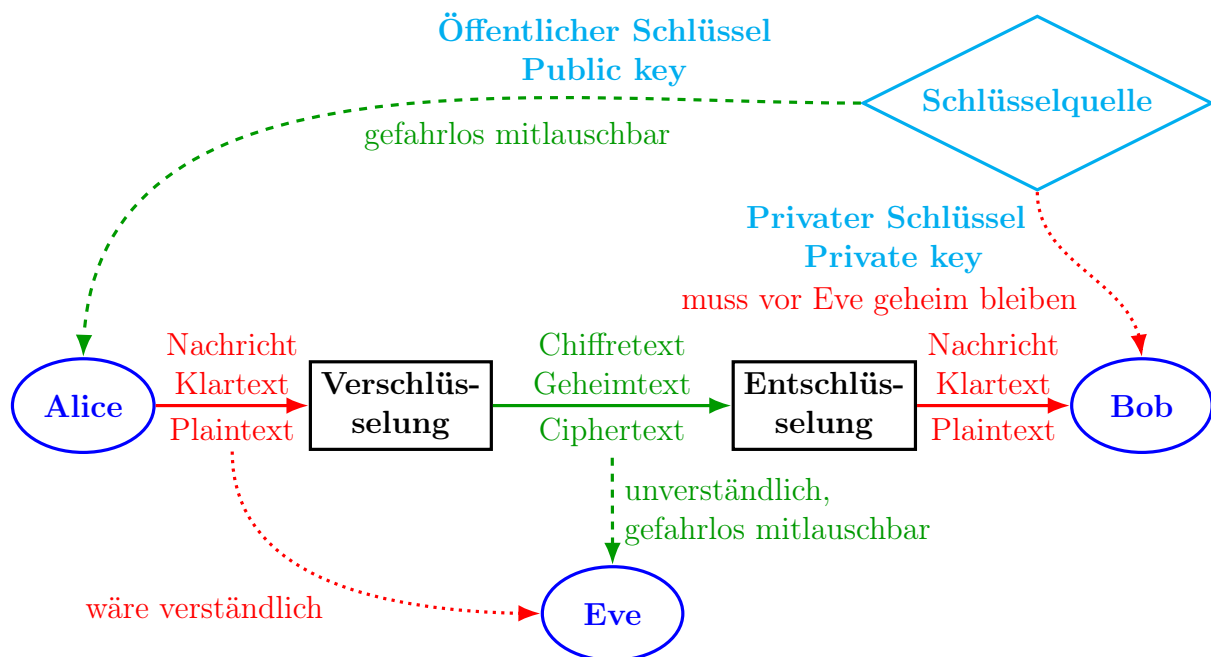 Öffentlicher Schlüssel
Public key
Schlüsselquelle
gefahrlos mitlauschbar
Privater Schlüssel
Private key
muss vor Eve geheim bleiben
Nachricht
Klartext
Plaintext
Alice
Verschlüs-
selung
Chiffretext
Geheimtext
Ciphertext
Entschlüs-
selung
Nachricht
Klartext
Plaintext
Bob
unverständlich,
gefahrlos mitlauschbar
wäre verständlich
Eve